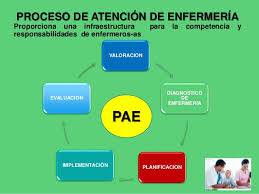 PROCESO DE ATENCIÓN DE ENFERMERÍA
Proporciona una infraestructura para la competencia y
responsabilidades de enfermeros-as
VALORACION
DIAGNOSTICO
DE
ENFERMERIA
PLANIFICACION
IMPLEMENTACIÓN
EVALUACION
PAE